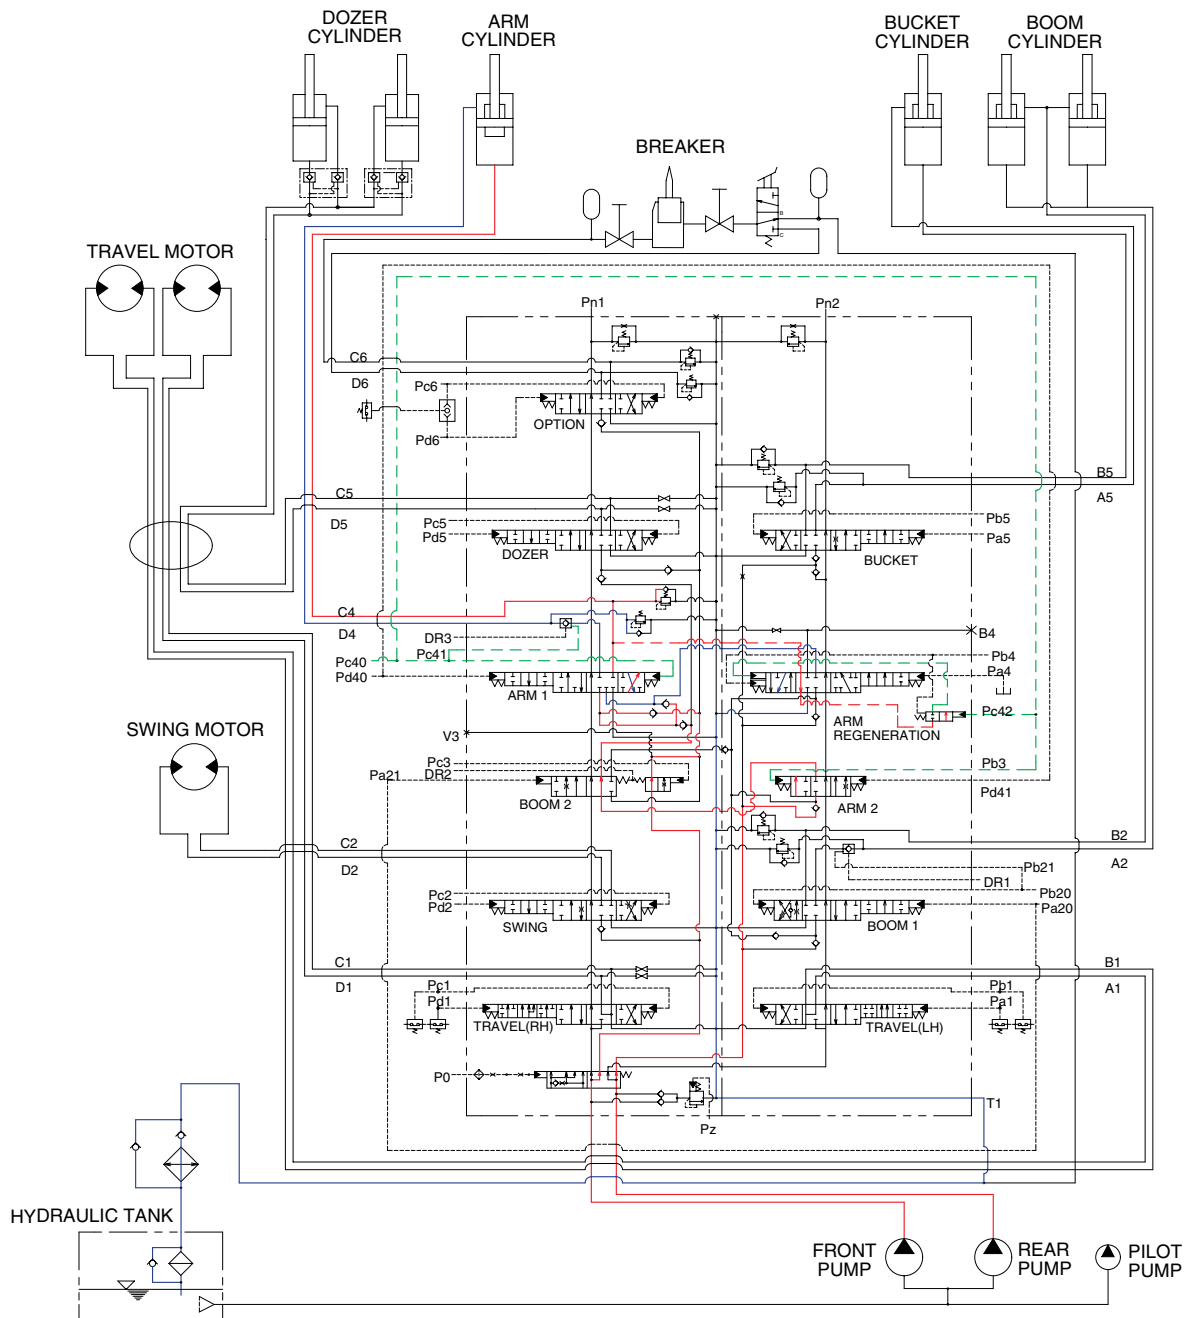 DOZER
CYLINDER
ARM
CYLINDER
BUCKET
CYLINDER
BOOM
CYLINDER
BREAKER
B
C
TRAVEL MOTOR
Pn1
Pn2
C6
D6
Pc6
Pd6
OPTION
B5
A5
C5
D5
Pc5
Pd5
DOZER
Pb5
Pa5
BUCKET
C4
D4
DR3
Pc40
Pc41
Pd40
ARM 1
B4
Pb4
Pa4
Pc42
ARM
REGENERATION
SWING MOTOR
V3
Pc3
DR2
Pa21
BOOM 2
Pb3
ARM 2
Pd41
C2
D2
B2
A2
Pb21
DR1
Pc2
Pd2
SWING
Pb20
Pa20
BOOM 1
C1
D1
B1
A1
Pc1
Pd1
TRAVEL(RH)
Pb1
Pa1
TRAVEL(LH)
P0
Pz
T1
HYDRAULIC TANK
FRONT
PUMP
REAR
PUMP
PILOT
PUMP